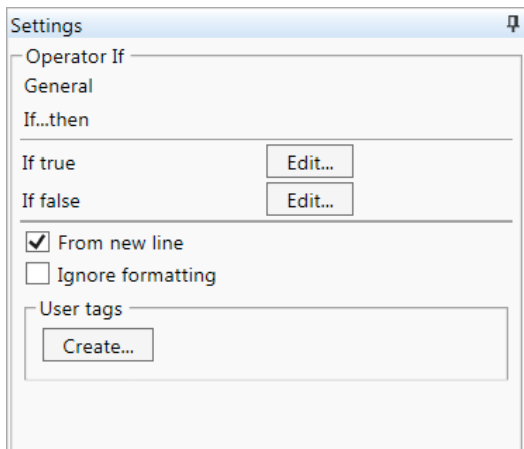 Settings
Operator If
General
If...then
If true Edit...
If false Edit...
From new line
Ignore formatting
User tags
Create...